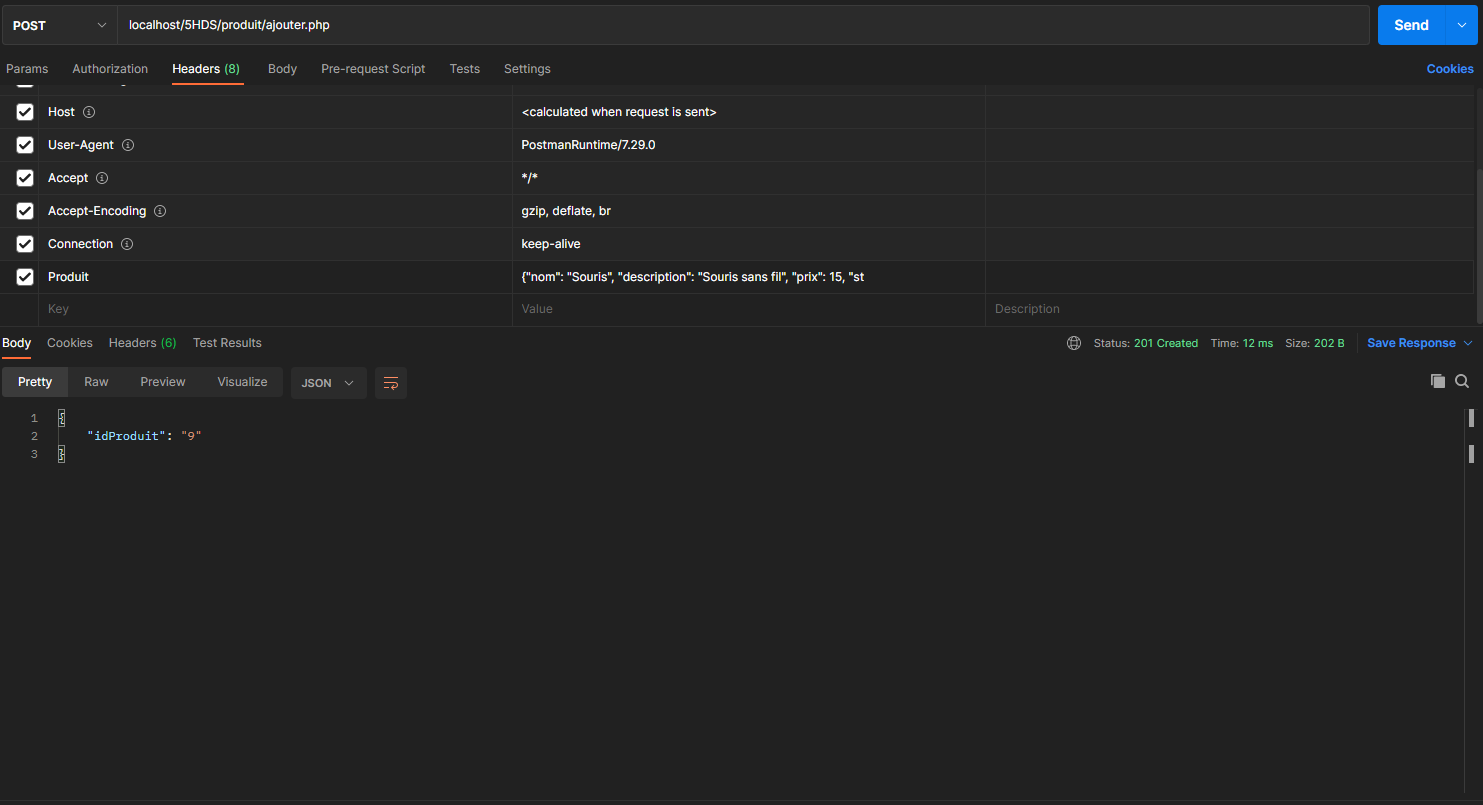 POST localhost/5HDS/produit/ajouter.php Send
Params Authorization Headers (8) Body Pre-request Script Tests Settings Cookies
Host <calculated when request is sent>
User-Agent PostmanRuntime/7.29.0
Accept */*
Accept-Encoding gzip, deflate, br
Connection keep-alive
Produit {"nom": "Souris", "description": "Souris sans fil", "prix": 15, "st
Key Value Description
Body Cookies Headers (6) Test Results Status: 201 Created Time: 12 ms Size: 202 B Save Response
Pretty Raw Preview Visualize JSON
1 {
2 "idProduit": "9"
3 }